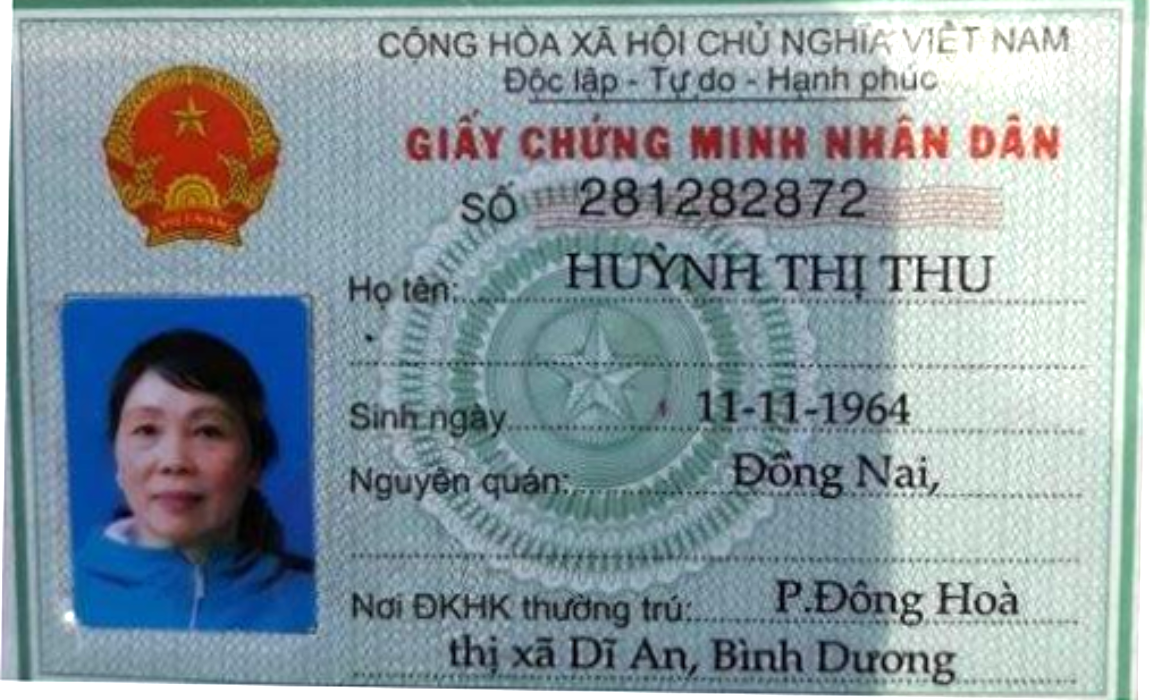 CỘNG HÒA XÃ HỘI CHỦ NGHĨA VIỆT NAM
Độc lập - Tự do - Hạnh phúc
GIẤY CHỨNG MINH NHÂN DÂN
SỐ 281282872
Họ tên: HUỲNH THỊ THU
Sinh ngày 11-11-1964
Nguyên quán: Đồng Nai,
Nơi ĐKHK thường trú: P.Đông Hoà
thị xã Dĩ An, Bình Dương
VIỆT NAM